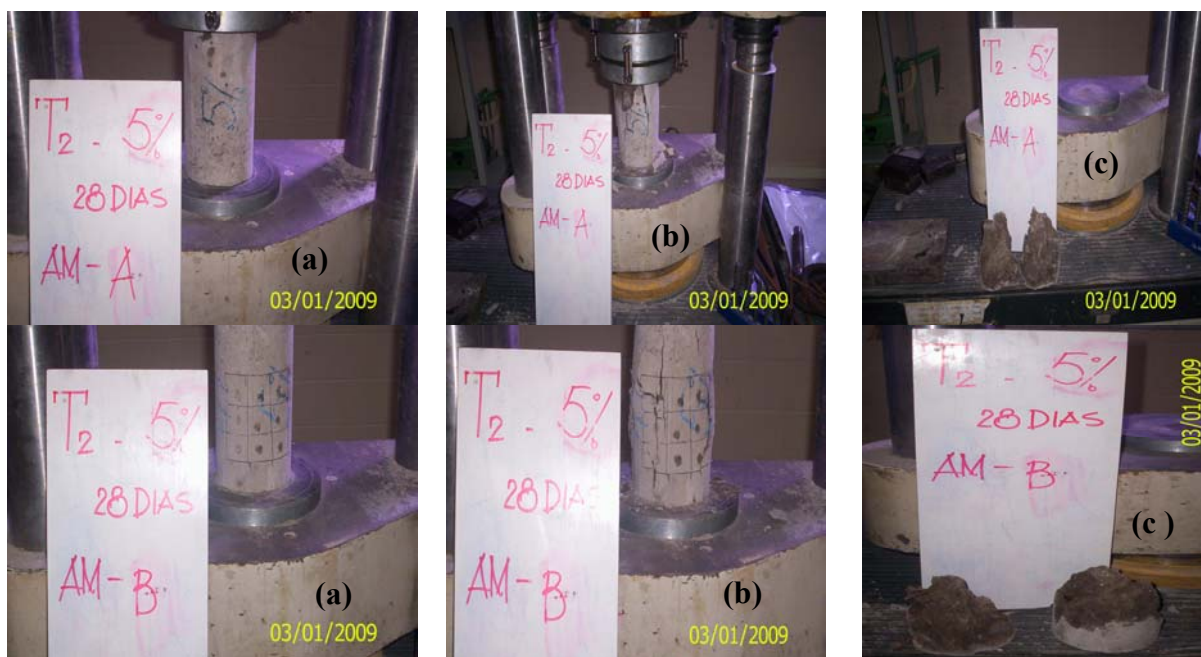 5%
T2 - 5%
28 DIAS
AM - A.
(a)
03/01/2009
5%
T2 - 5%
28 DIAS
AM - A.
(b)
03/01/2009
T2 - 5%
28 DIAS
AM - A.
(c)
03/01/2009
T2 - 5%
28 DIAS
AM - B.
(a)
03/01/2009
T2 - 5%
28 DIAS
AM - B.
(b)
03/01/2009
T2 - 5%
28 DIAS
AM - B.
(c )
03/01/2009